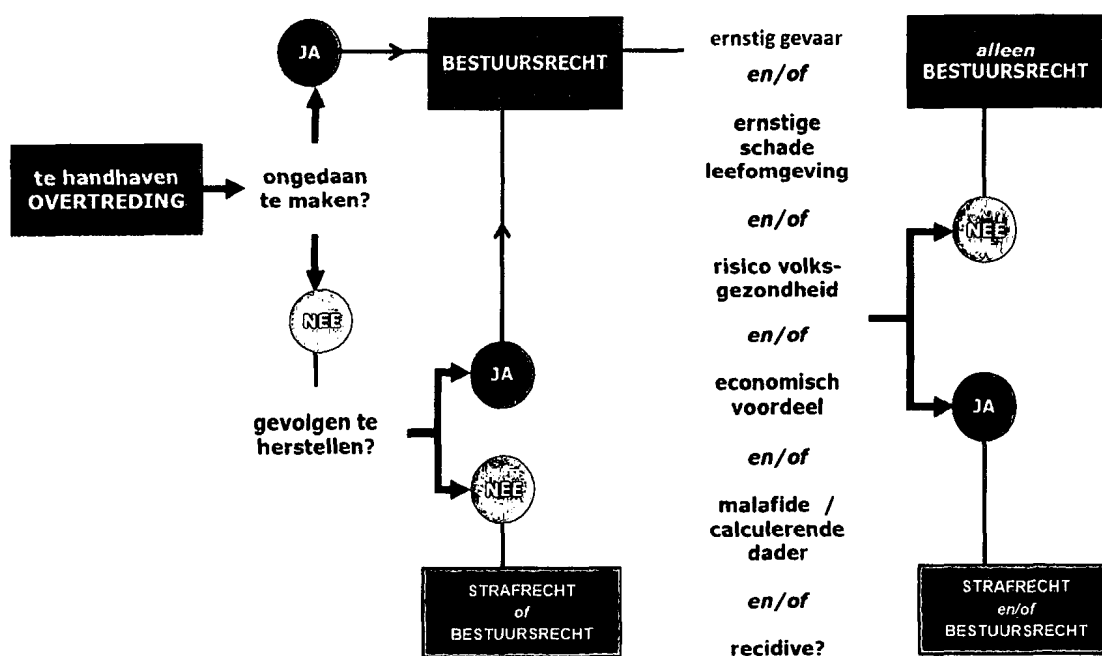 te handhaven
OVERTREDING
ongedaan
te maken?
JA
NEE
gevolgen te
herstellen?
JA
NEE
BESTUURSRECHT
STRAFRECHT
of
BESTUURSRECHT
ernstig gevaar
en/of
ernstige
schade
leefomgeving
en/of
risico volks-
gezondheid
en/of
economisch
voordeel
en/of
malafide /
calculerende
dader
en/of
recidive?
NEE
alleen
BESTUURSRECHT
JA
STRAFRECHT
en/of
BESTUURSRECHT